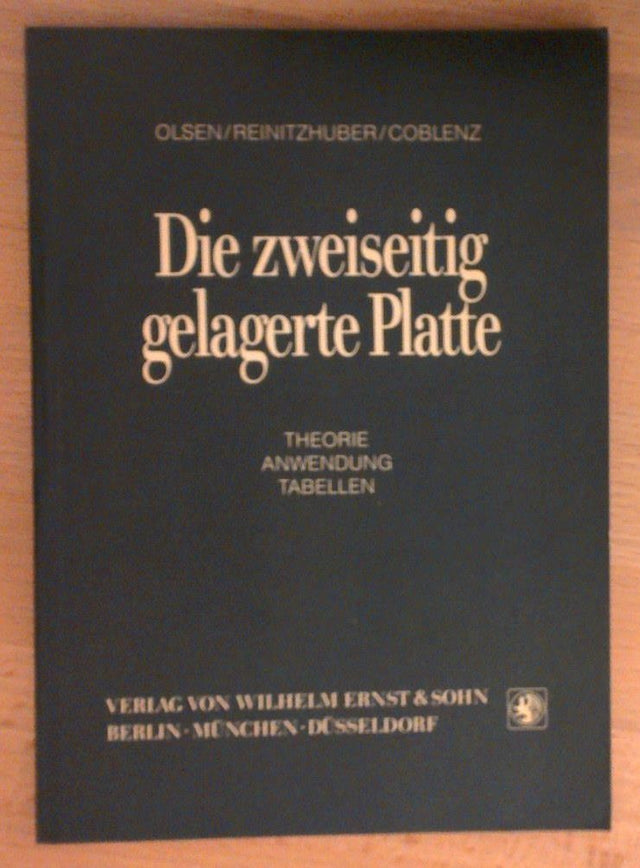 OLSEN/REINITZHUBER/COBLENZ
Die zweiseitig
gelagerte Platte
THEORIE
ANWENDUNG
TABELLEN
VERLAG VON WILHELM ERNST & SOHN
BERLIN · MÜNCHEN · DÜSSELDORF